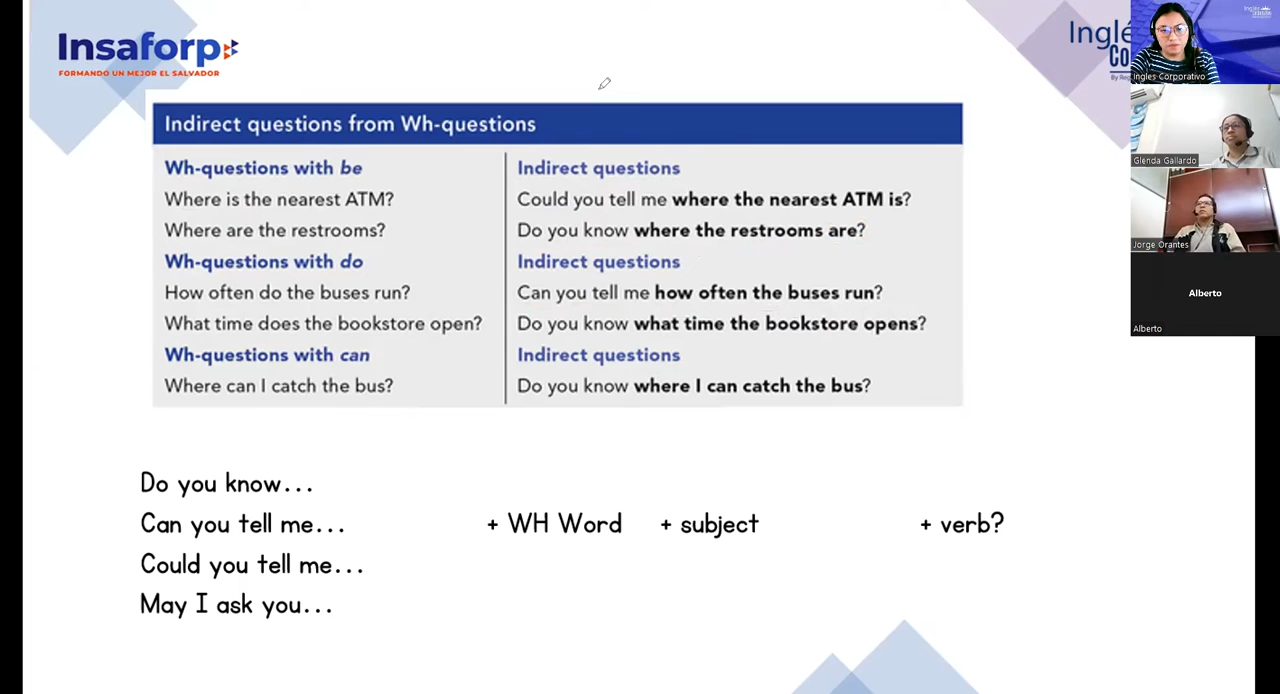 Insaforp
FORMANDO UN MEJOR EL SALVADOR
Indirect questions from Wh-questions
Wh-questions with be
Indirect questions
Where is the nearest ATM?
Could you tell me where the nearest ATM is?
Where are the restrooms?
Do you know where the restrooms are?
Wh-questions with do
Indirect questions
How often do the buses run?
Can you tell me how often the buses run?
What time does the bookstore open?
Do you know what time the bookstore opens?
Wh-questions with can
Indirect questions
Where can I catch the bus?
Do you know where I can catch the bus?
Do you know...
Can you tell me...
+ WH Word + subject + verb?
Could you tell me...
May I ask you...
Ingles Corporativo
Glenda Gallardo
Jorge Orantes
Alberto
Alberto